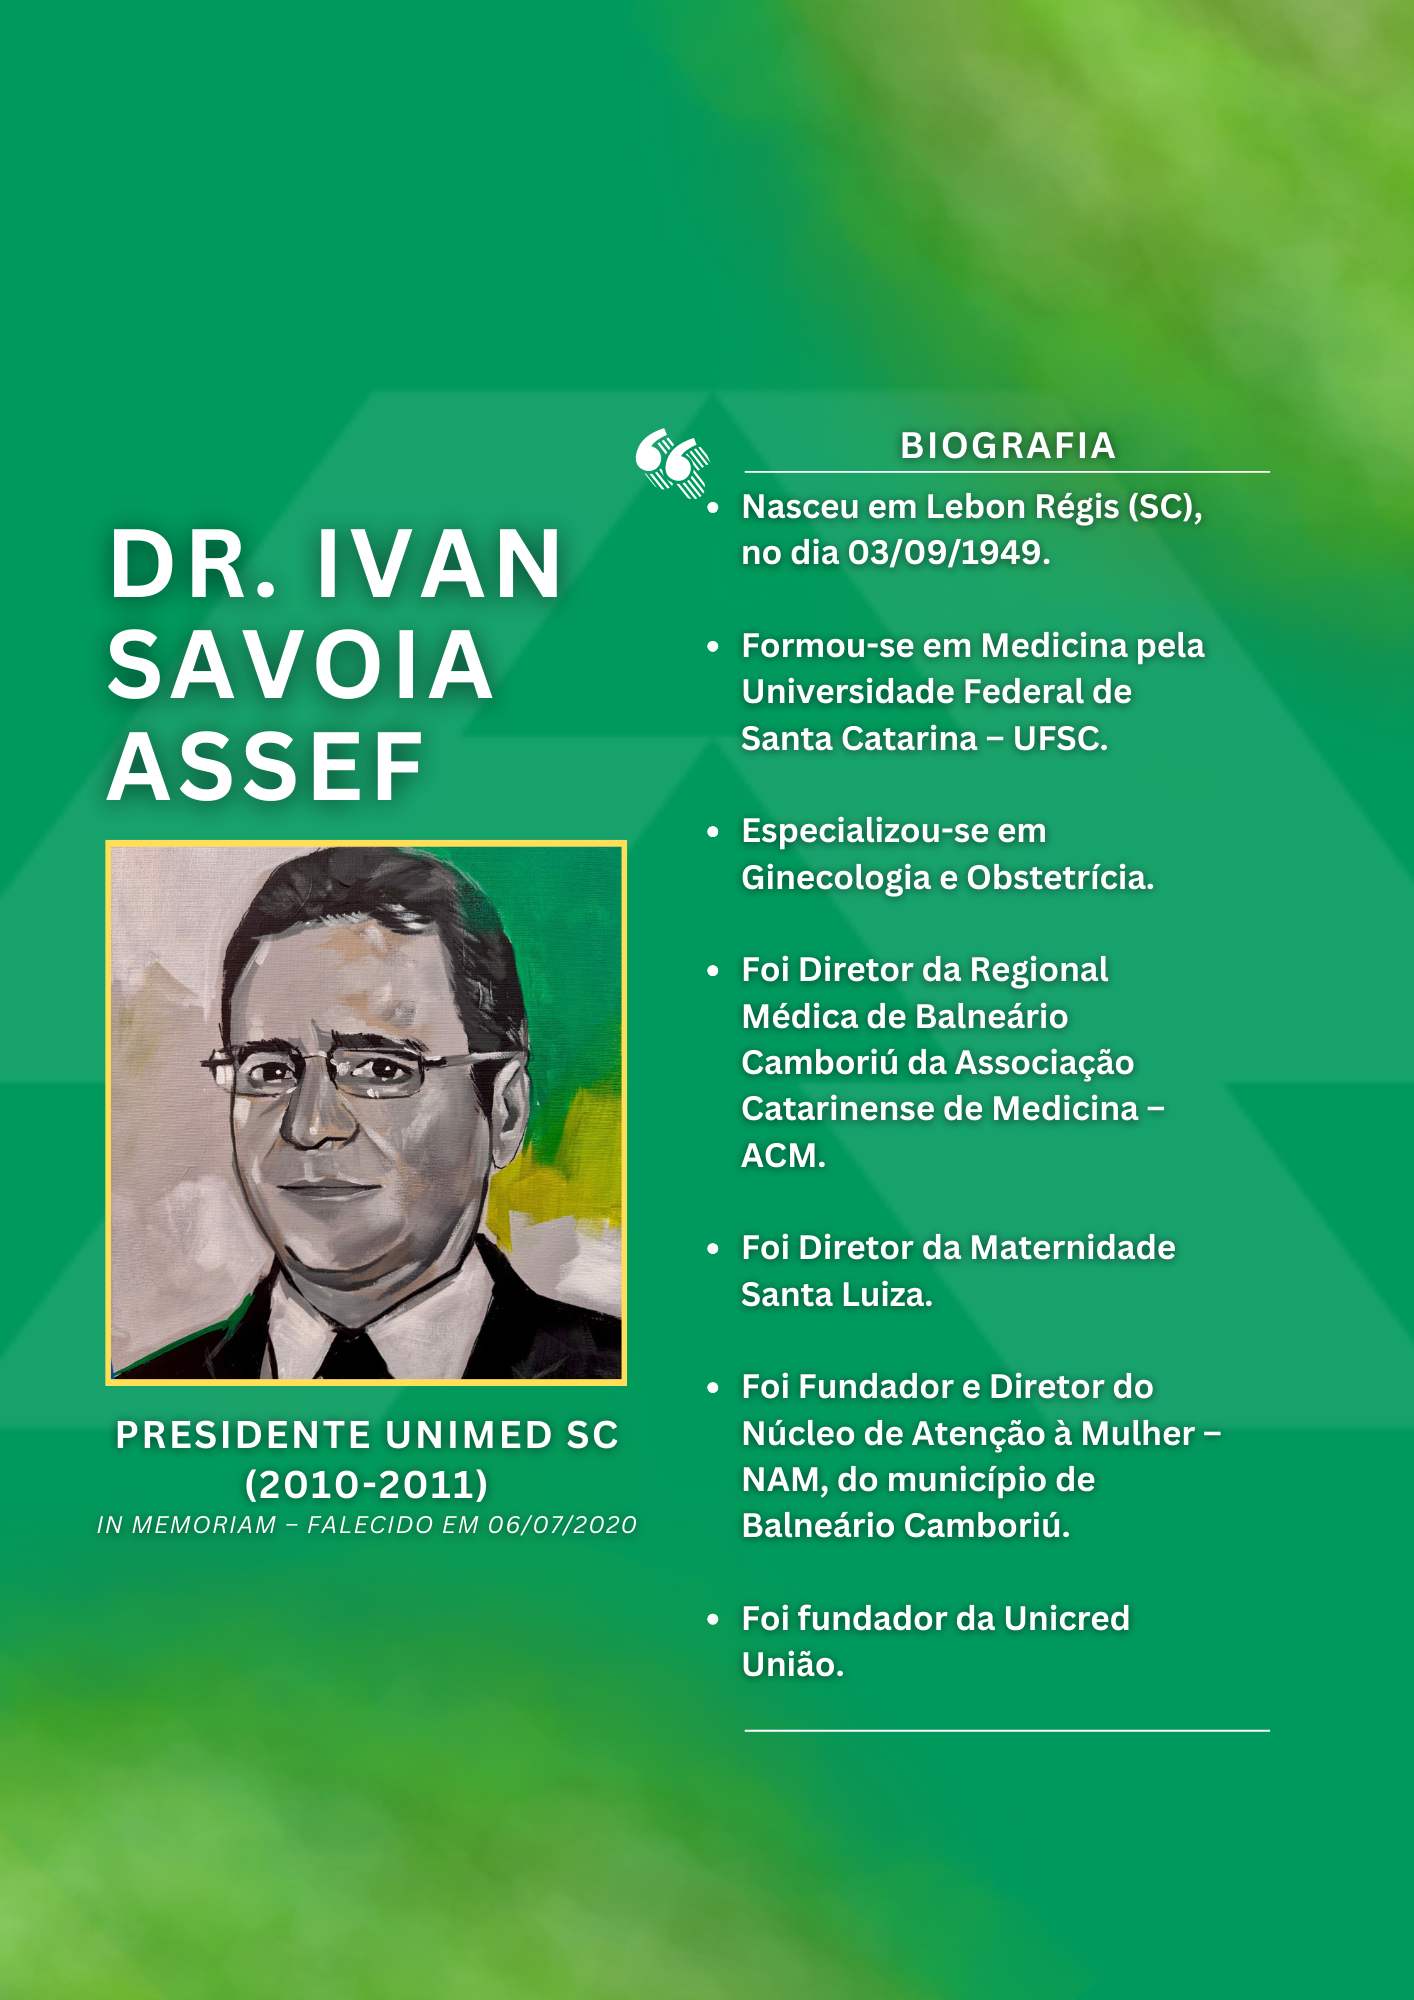 DR. IVAN
SAVOIA
ASSEF
PRESIDENTE UNIMED SC
(2010-2011)
IN MEMORIAM – FALECIDO EM 06/07/2020
BIOGRAFIA
• Nasceu em Lebon Régis (SC),
no dia 03/09/1949.
• Formou-se em Medicina pela
Universidade Federal de
Santa Catarina – UFSC.
• Especializou-se em
Ginecologia e Obstetrícia.
• Foi Diretor da Regional
Médica de Balneário
Camboriú da Associação
Catarinense de Medicina –
ACM.
• Foi Diretor da Maternidade
Santa Luiza.
• Foi Fundador e Diretor do
Núcleo de Atenção à Mulher –
NAM, do município de
Balneário Camboriú.
• Foi fundador da Unicred
União.